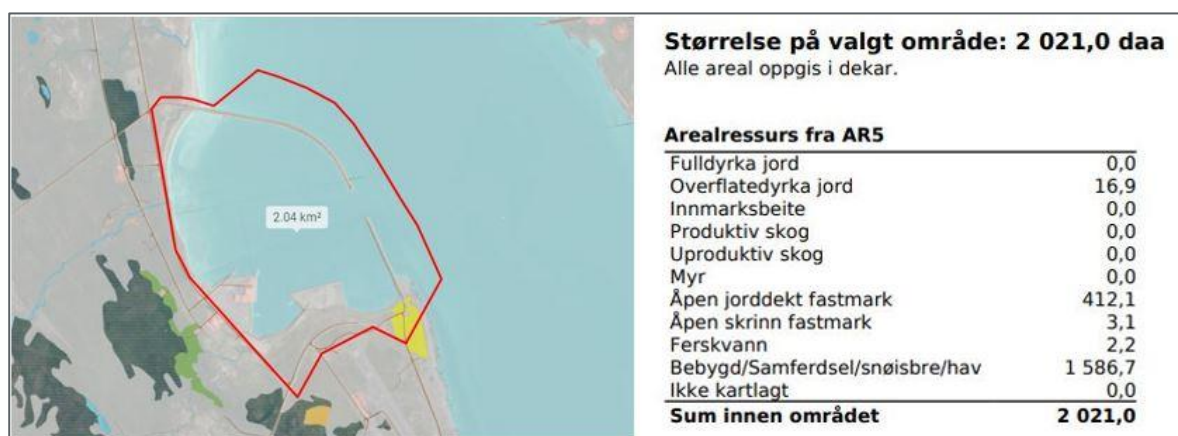 2.04 km²
Størrelse på valgt område: 2 021,0 daa
Alle areal oppgis i dekar.
Arealressurs fra AR5
Fulldyrka jord 0,0
Overflatedyrka jord 16,9
Innmarksbeite 0,0
Produktiv skog 0,0
Uproduktiv skog 0,0
Myr 0,0
Åpen jorddekt fastmark 412,1
Åpen skrinn fastmark 3,1
Ferskvann 2,2
Bebygd/Samferdsel/snøisbre/hav 1 586,7
Ikke kartlagt 0,0
Sum innen området 2 021,0